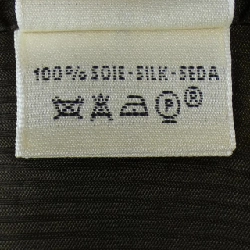 100% SOIE - SILK - SEDA
P ®